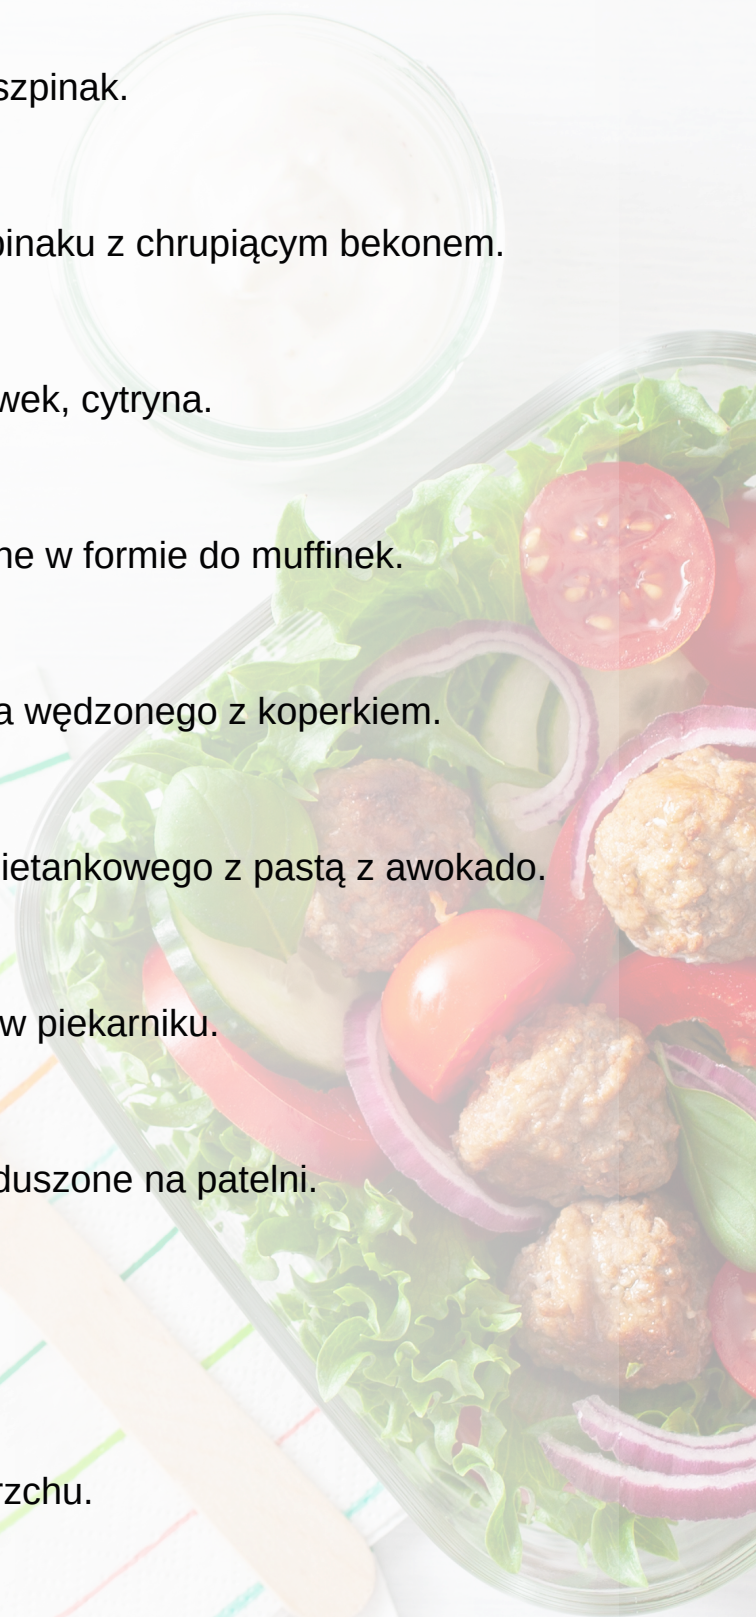 szpinak.
pinaku z chrupiącym bekonem.
wek, cytryna.
ne w formie do muffinek.
a wędzonego z koperkiem.
ietankowego z pastą z awokado.
w piekarniku.
duszone na patelni.
rzchu.